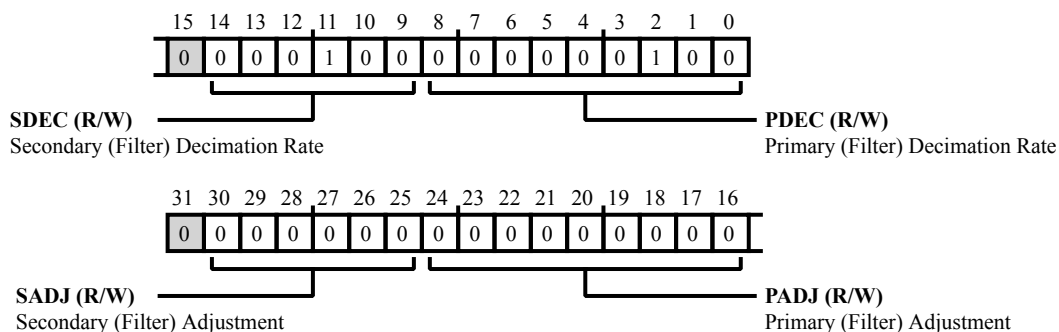 15 14 13 12 11 10 9 8 7 6 5 4 3 2 1 0
0 0 0 0 1 0 0 0 0 0 0 0 0 1 0 0
SDEC (R/W)
Secondary (Filter) Decimation Rate
PDEC (R/W)
Primary (Filter) Decimation Rate
31 30 29 28 27 26 25 24 23 22 21 20 19 18 17 16
0 0 0 0 0 0 0 0 0 0 0 0 0 0 0 0
SADJ (R/W)
Secondary (Filter) Adjustment
PADJ (R/W)
Primary (Filter) Adjustment